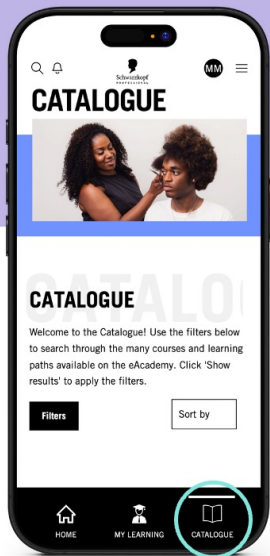 Schwarzkopf
PROFESSIONAL
MM
CATALOGUE
CATALO
CATALOGUE
Welcome to the Catalogue! Use the filters below
to search through the many courses and learning
paths available on the eAcademy. Click 'Show
results' to apply the filters.
Filters
Sort by
HOME
MY LEARNING
CATALOGUE